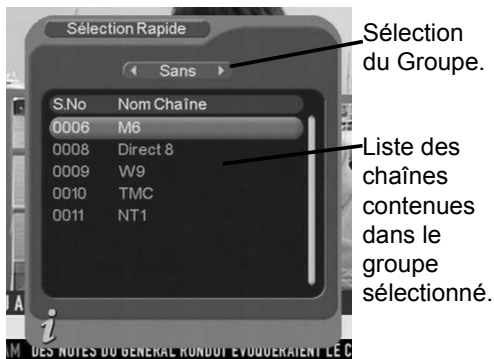 Sélection Rapide
Sans
S.No Nom Chaîne
0006 M6
0008 Direct 8
0009 W9
0010 TMC
0011 NT1
i
Sélection
du Groupe.
Liste des
chaînes
contenues
dans le
groupe
sélectionné.
DES NOTES DU GENERAL RONDOT EVOQUERAIENT LE C